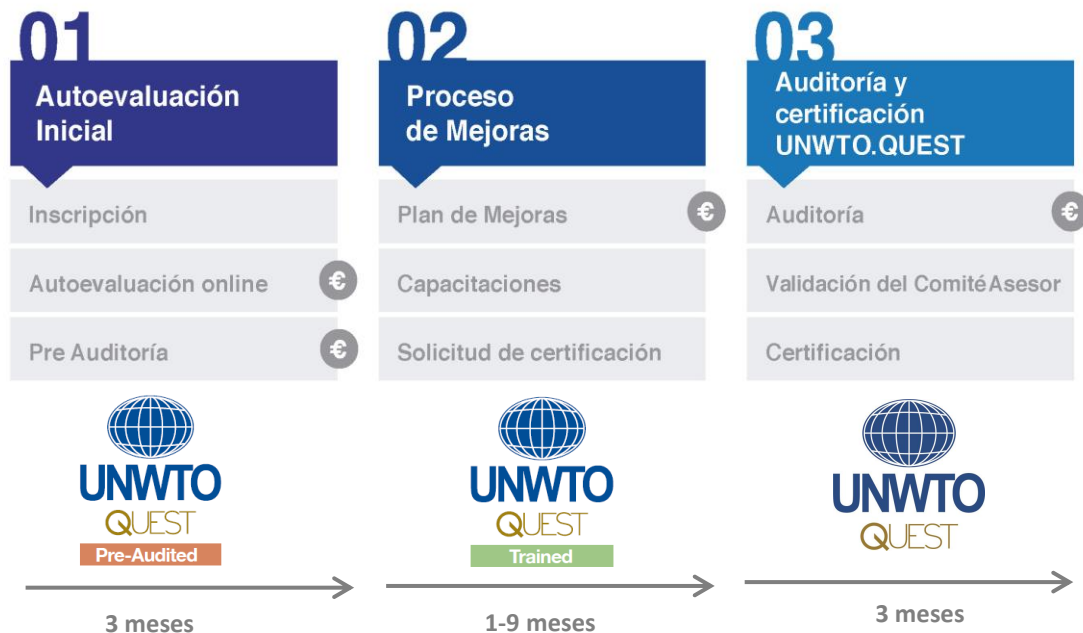 01
Autoevaluación
Inicial
Inscripción
Autoevaluación online
€
Pre Auditoría
€
UNWTO
QUEST
Pre-Audited
3 meses
02
Proceso
de Mejoras
Plan de Mejoras
€
Capacitaciones
Solicitud de certificación
UNWTO
QUEST
Trained
1-9 meses
03
Auditoría y
certificación
UNWTO.QUEST
Auditoría
€
Validación del Comité Asesor
Certificación
UNWTO
QUEST
3 meses